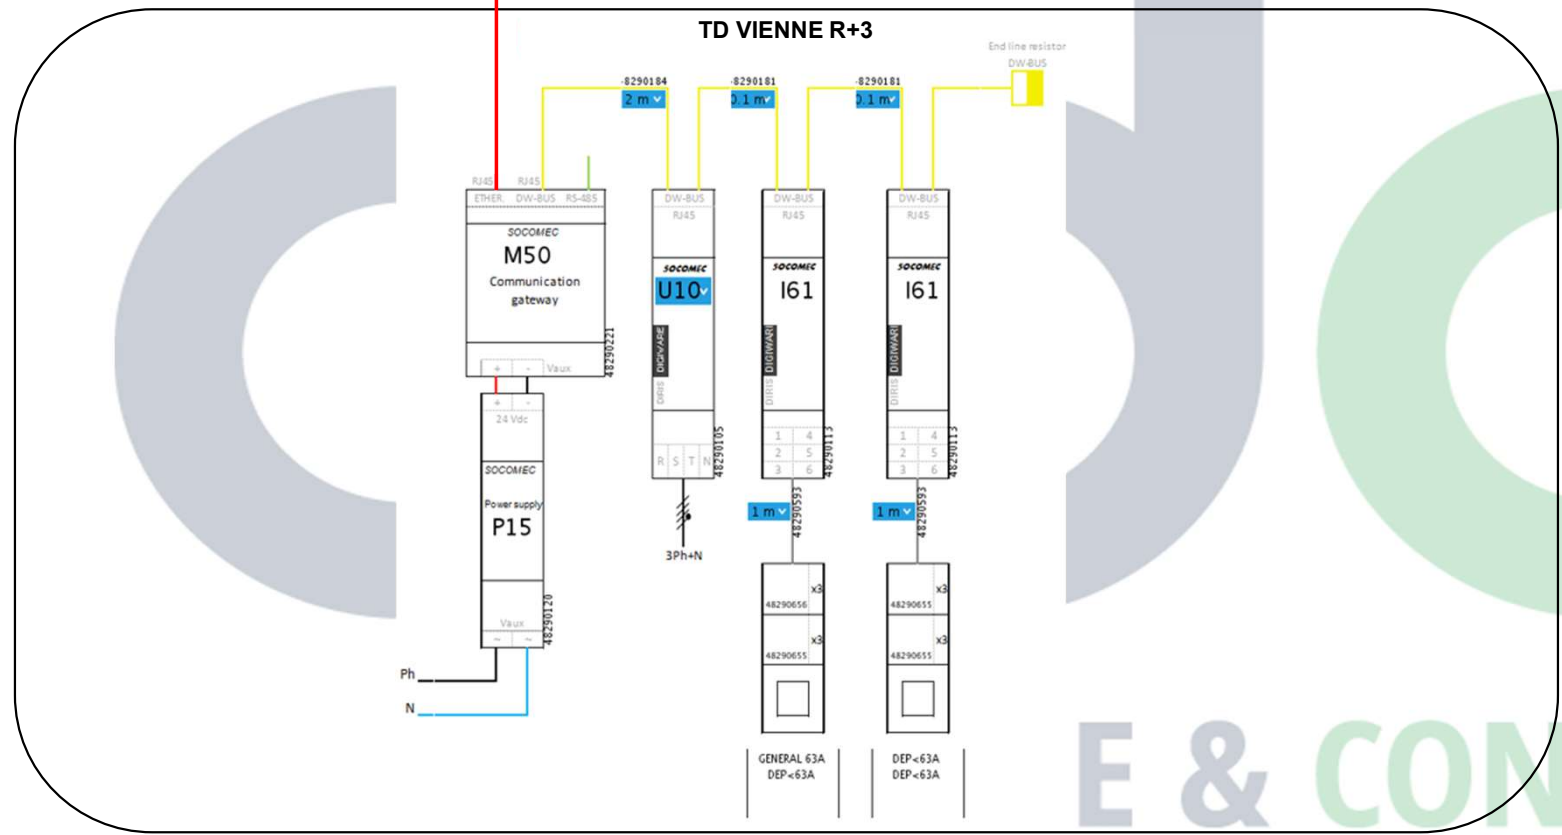 TD VIENNE R+3
End line resistor
DW-BUS
8290184
2 m
8290181
0.1 m
8290181
0.1 m
RJ45 RJ45
ETHER. DW-BUS RS-485
SOCOMEC
M50
Communication
gateway
+ - Vaux
48290221
+ -
24 Vdc
SOCOMEC
Power supply
P15
Vaux
~ ~
48290120
Ph
N
DW-BUS
RJ45
SOCOMEC
U10
DIRIS DIGIWARE
R S T N
48290105
3Ph+N
DW-BUS
RJ45
SOCOMEC
I61
DIRIS DIGIWARE
1 4
2 5
3 6
48290113
1 m
48290593
x3
48290656
x3
48290655
GENERAL 63A
DEP<63A
DW-BUS
RJ45
SOCOMEC
I61
DIRIS DIGIWARE
1 4
2 5
3 6
48290113
1 m
48290593
x3
48290655
x3
48290655
DEP<63A
DEP<63A
E & CON